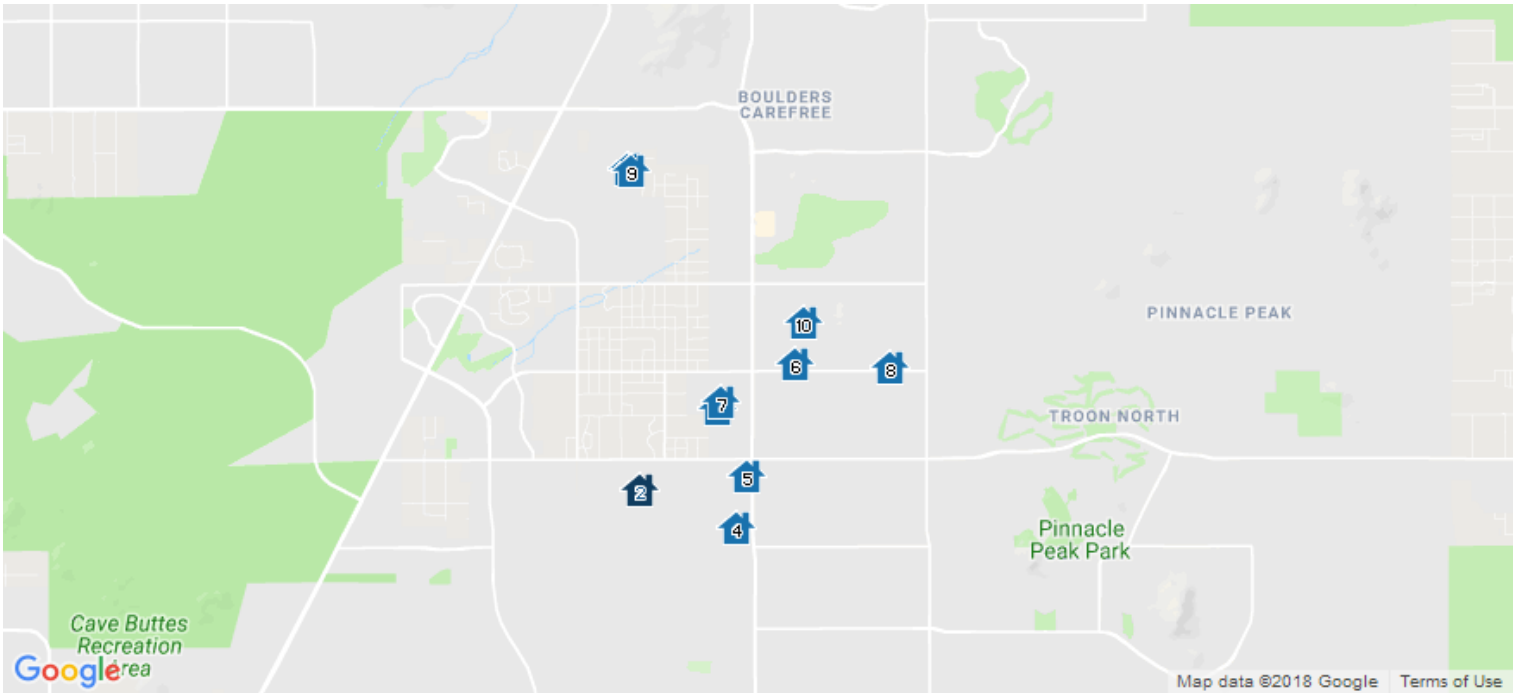 BOULDERS
CAREFREE
9
10
PINNACLE PEAK
6
8
7
TROON NORTH
5
2
4
Pinnacle
Peak Park
Cave Buttes
Recreation
Area
Google
Map data ©2018 Google
Terms of Use